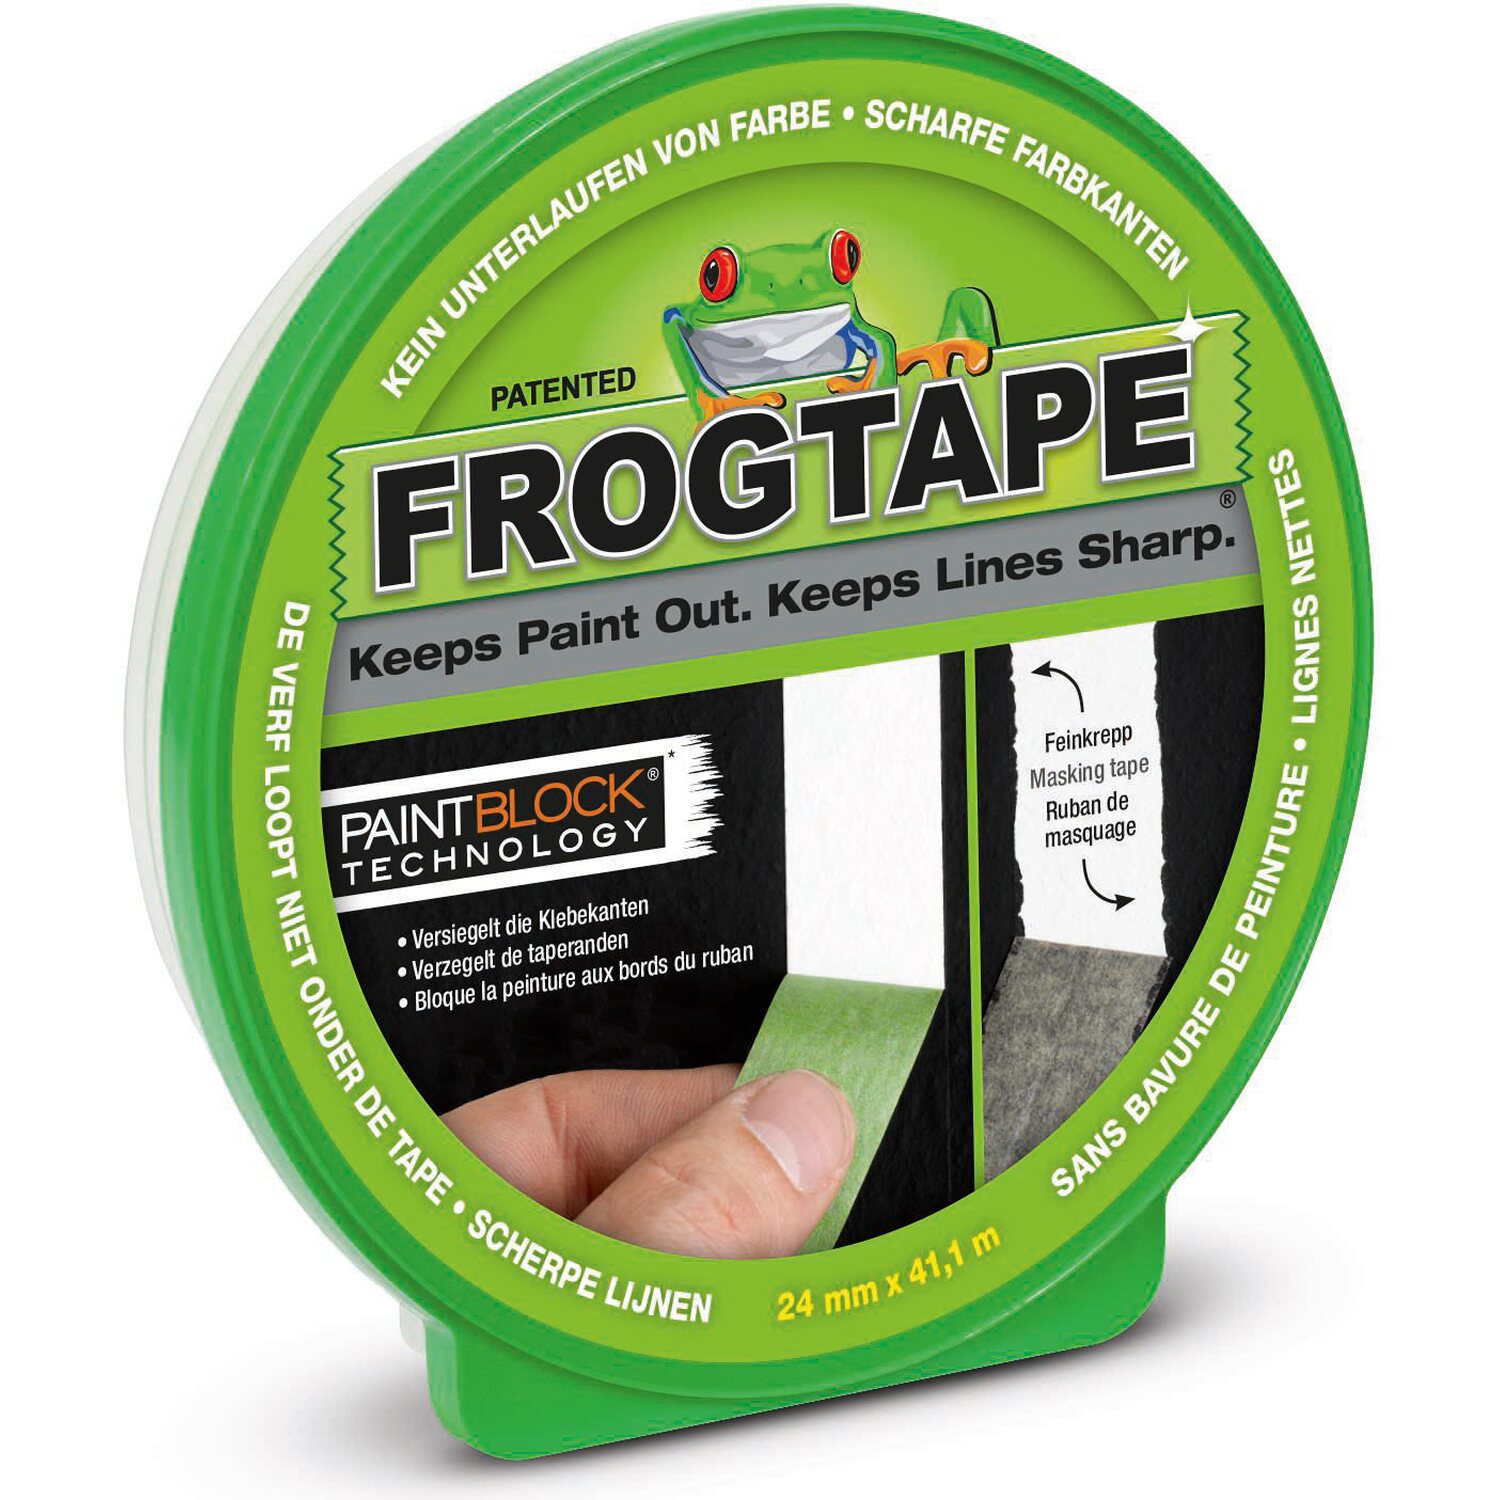 KEIN UNTERLAUFEN VON FARBE • SCHARFE FARBKANTEN
PATENTED
FROGTAPE®
Keeps Paint Out. Keeps Lines Sharp.
PAINTBLOCK®*
TECHNOLOGY
• Versiegelt die Klebekanten
• Verzegelt de taperanden
• Bloque la peinture aux bords du ruban
Feinkrepp
Masking tape
Ruban de
masquage
DE VERF LOOPT NIET ONDER DE TAPE • SCHERPE LIJNEN
SANS BAVURE DE PEINTURE • LIGNES NETTES
24 mm x 41,1 m